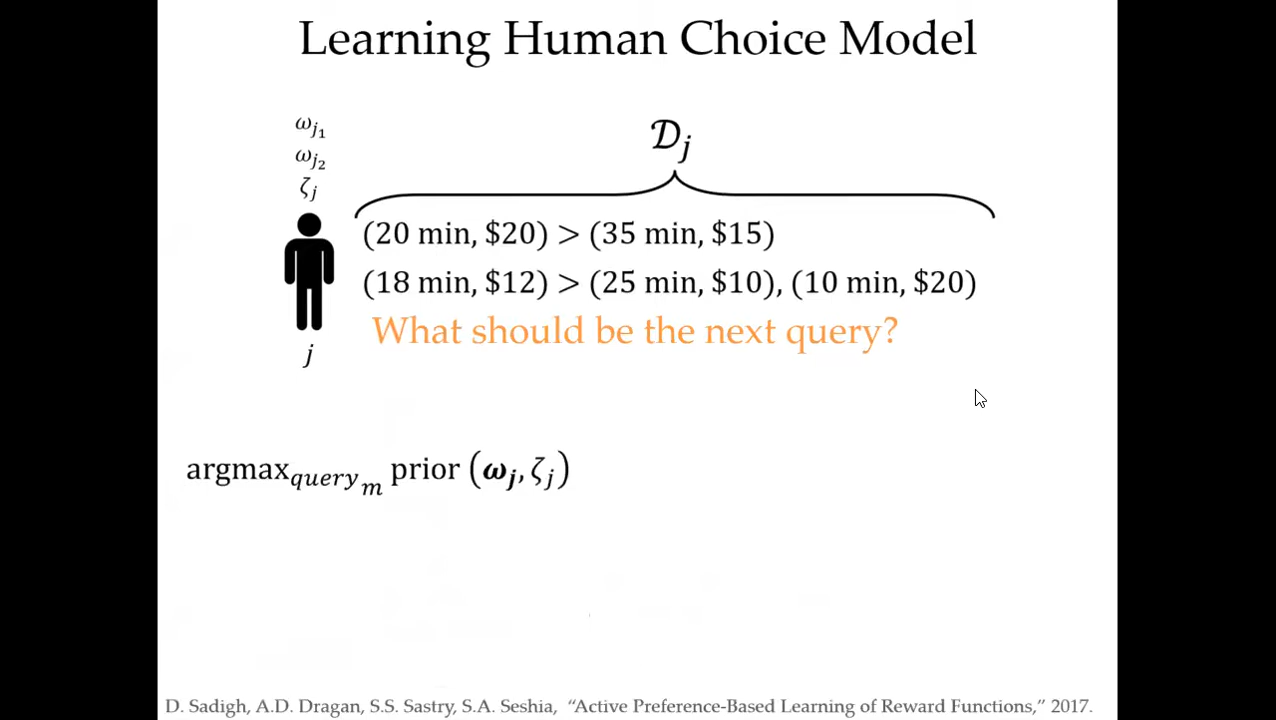 Learning Human Choice Model
ω_{j_1}
ω_{j_2}
ζ_j
𝒟_j
(20 min, $20) > (35 min, $15)
(18 min, $12) > (25 min, $10), (10 min, $20)
What should be the next query?
j
argmax_{query_m} prior (𝝎_𝒋, ζ_j)
D. Sadigh, A.D. Dragan, S.S. Sastry, S.A. Seshia, “Active Preference-Based Learning of Reward Functions,” 2017.